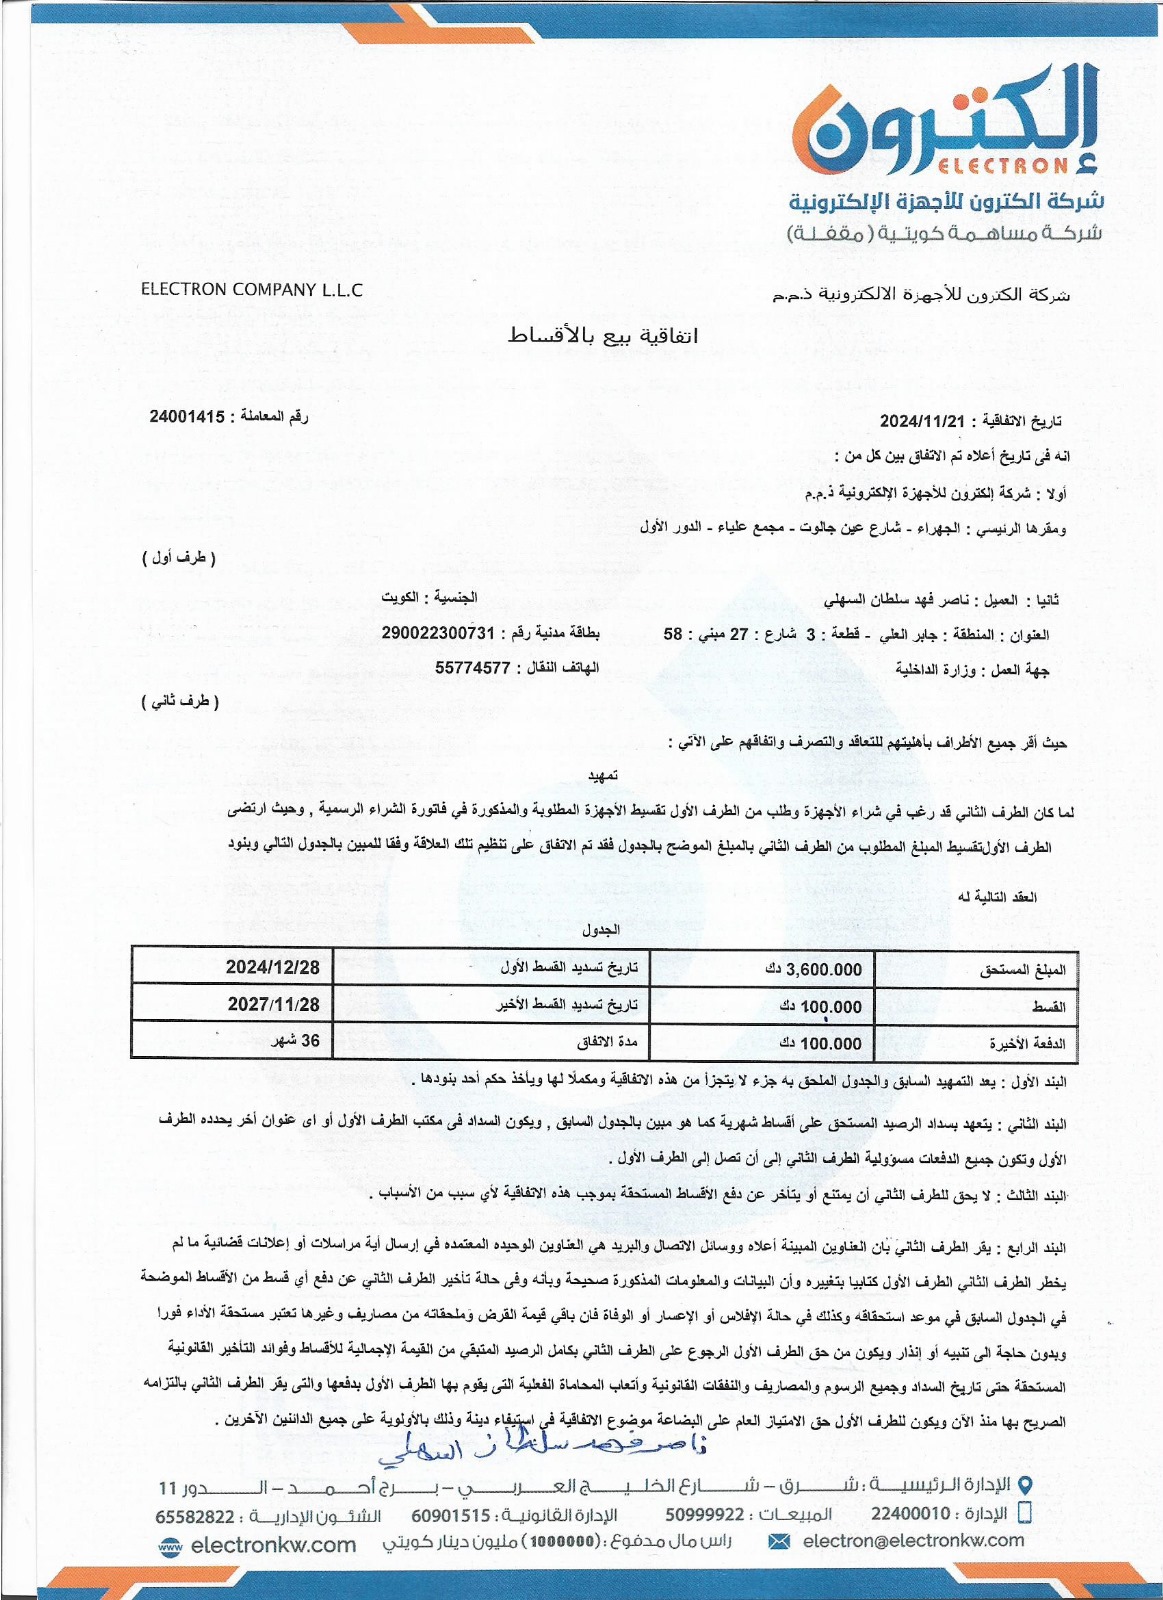 إلكترون
ELECTRON
شركة الكترون للأجهزة الإلكترونية
شركة مساهمة كويتية (مقفلة)
شركة الكترون للأجهزة الالكترونية ذ.م.م
ELECTRON COMPANY L.L.C
اتفاقية بيع بالأقساط
تاريخ الاتفاقية : 2024/11/21
رقم المعاملة : 24001415
انه في تاريخ أعلاه تم الاتفاق بين كل من :
أولا : شركة إلكترون للأجهزة الإلكترونية ذ.م.م
ومقرها الرئيسي : الجهراء - شارع عين جالوت - مجمع علياء - الدور الأول
( طرف أول )
ثانيا : العميل : ناصر فهد سلطان السهلي الجنسية : الكويت
العنوان : المنطقة : جابر العلي - قطعة : 3 شارع : 27 مبني : 58 بطاقة مدنية رقم : 290022300731
جهة العمل : وزارة الداخلية الهاتف النقال : 55774577
( طرف ثاني )
حيث أقر جميع الأطراف بأهليتهم للتعاقد والتصرف واتفاقهم على الآتي :
تمهيد
لما كان الطرف الثاني قد رغب في شراء الأجهزة وطلب من الطرف الأول تقسيط الأجهزة المطلوبة والمذكورة في فاتورة الشراء الرسمية , وحيث ارتضى
الطرف الأول تقسيط المبلغ المطلوب من الطرف الثاني بالمبلغ الموضح بالجدول فقد تم الاتفاق على تنظيم تلك العلاقة وفقا للمبين بالجدول التالي وبنود
العقد التالية له
الجدول
المبلغ المستحق 3,600.000 دك تاريخ تسديد القسط الأول 2024/12/28
القسط 100.000 دك تاريخ تسديد القسط الأخير 2027/11/28
الدفعة الأخيرة 100.000 دك مدة الاتفاق 36 شهر
البند الأول : يعد التمهيد السابق والجدول الملحق به جزء لا يتجزأ من هذه الاتفاقية ومكملا لها ويأخذ حكم أحد بنودها .
البند الثاني : يتعهد بسداد الرصيد المستحق على أقساط شهرية كما هو مبين بالجدول السابق , ويكون السداد في مكتب الطرف الأول أو اى عنوان أخر يحدده الطرف
الأول وتكون جميع الدفعات مسؤولية الطرف الثاني إلى أن تصل إلى الطرف الأول .
البند الثالث : لا يحق للطرف الثاني أن يمتنع أو يتأخر عن دفع الأقساط المستحقة بموجب هذه الاتفاقية لأي سبب من الأسباب .
البند الرابع : يقر الطرف الثاني بأن العناوين المبينة أعلاه ووسائل الاتصال والبريد هي العناوين الوحيده المعتمده في إرسال أية مراسلات أو إعلانات قضائية ما لم
يخطر الطرف الثاني الطرف الأول كتابيا بتغييره وأن البيانات والمعلومات المذكورة صحيحة وبأنه وفى حالة تأخير الطرف الثاني عن دفع أي قسط من الأقساط الموضحة
في الجدول السابق في موعد استحقاقه وكذلك في حالة الإفلاس أو الإعسار أو الوفاة فان باقي قيمة القرض وملحقاته من مصاريف وغيرها تعتبر مستحقة الأداء فورا
وبدون حاجة الى تنبيه أو إنذار ويكون من حق الطرف الأول الرجوع على الطرف الثاني بكامل الرصيد المتبقي من القيمة الإجمالية للأقساط وفوائد التأخير القانونية
المستحقة حتى تاريخ السداد وجميع الرسوم والمصاريف والنفقات القانونية وأتعاب المحاماة الفعلية التى يقوم بها الطرف الأول بدفعها والتى يقر الطرف الثاني بالتزامه
الصريح بها منذ الآن ويكون للطرف الأول حق الامتياز العام على البضاعة موضوع الاتفاقية في إستيفاء دينة وذلك بالأولوية على جميع الدائنين الآخرين .
ناصر فهد سلطان السهلي
الإدارة الرئيسية : شرق - شارع الخليج العربي - برج أحمد - الدور 11
الإدارة : 22400010 المبيعات : 50999922 الإدارة القانونية : 60901515 الشئون الإدارية : 65582822
electron@electronkw.com راس مال مدفوع : (1000000) مليون دينار كويتي electronkw.com